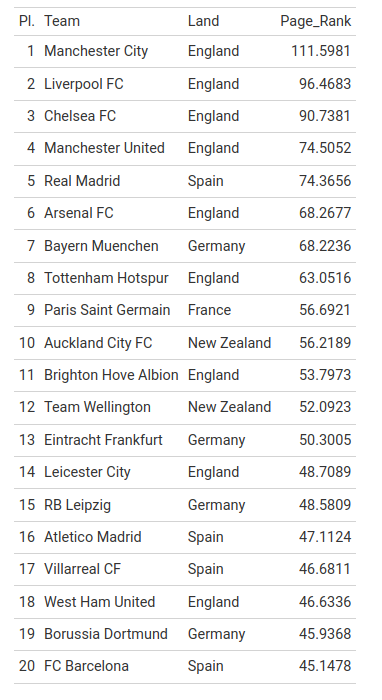 Pl. Team Land Page_Rank
1 Manchester City England 111.5981
2 Liverpool FC England 96.4683
3 Chelsea FC England 90.7381
4 Manchester United England 74.5052
5 Real Madrid Spain 74.3656
6 Arsenal FC England 68.2677
7 Bayern Muenchen Germany 68.2236
8 Tottenham Hotspur England 63.0516
9 Paris Saint Germain France 56.6921
10 Auckland City FC New Zealand 56.2189
11 Brighton Hove Albion England 53.7973
12 Team Wellington New Zealand 52.0923
13 Eintracht Frankfurt Germany 50.3005
14 Leicester City England 48.7089
15 RB Leipzig Germany 48.5809
16 Atletico Madrid Spain 47.1124
17 Villarreal CF Spain 46.6811
18 West Ham United England 46.6336
19 Borussia Dortmund Germany 45.9368
20 FC Barcelona Spain 45.1478